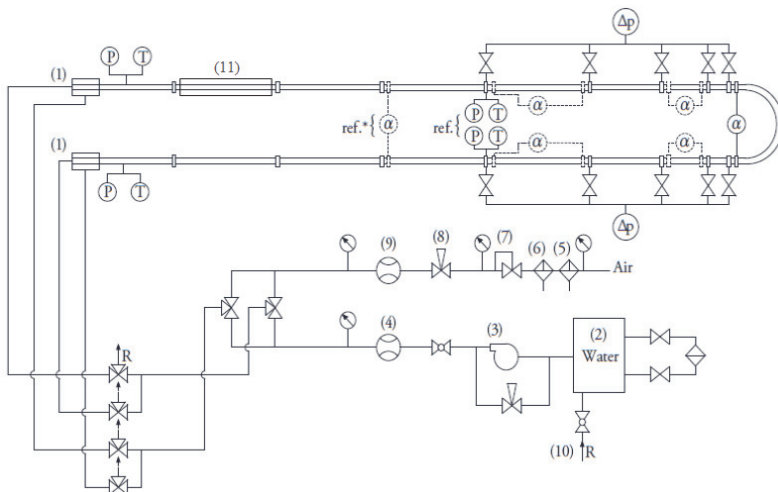 Δp
P T (11)
(1)
ref.* { α ref. { P T α α α
(1) P T α α
P T
Δp
(9) (8) (7) (6) (5)
Air
(4) (3) (2)
Water
R
(10) R